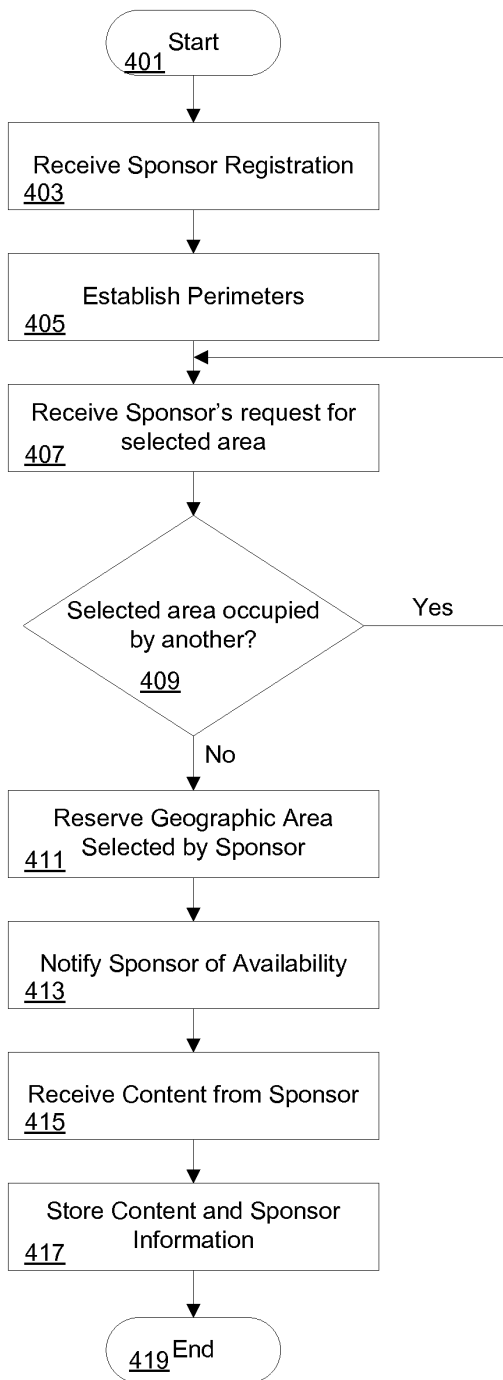 Start
401
Receive Sponsor Registration
403
Establish Perimeters
405
Receive Sponsor's request for
selected area
407
Selected area occupied
by another?
409
Yes
No
Reserve Geographic Area
Selected by Sponsor
411
Notify Sponsor of Availability
413
Receive Content from Sponsor
415
Store Content and Sponsor
Information
417
End
419